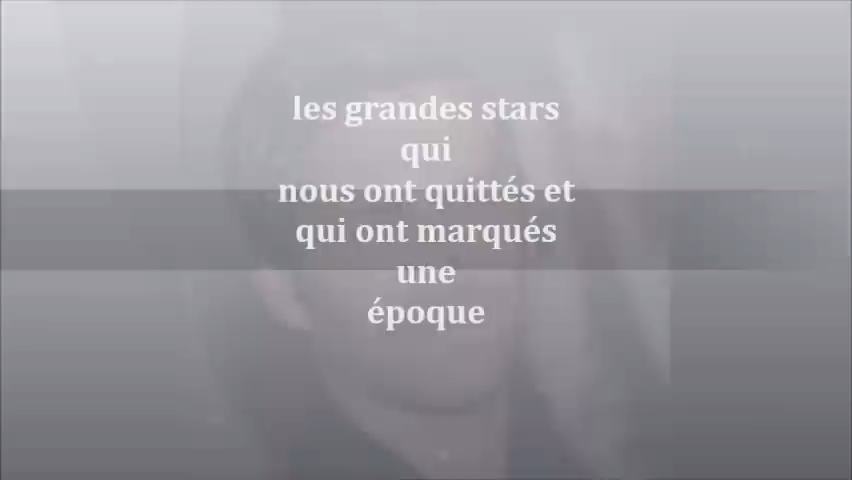 les grandes stars
qui
nous ont quittés et
qui ont marqués
une
époque